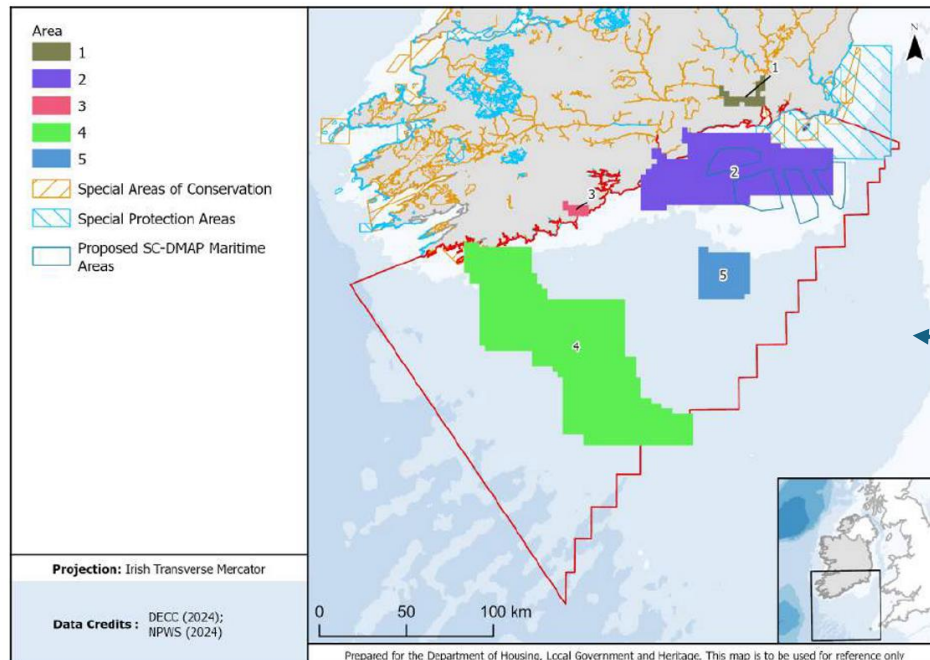 Area
1
2
3
4
5
Special Areas of Conservation
Special Protection Areas
Proposed SC-DMAP Maritime
Areas
Projection: Irish Transverse Mercator
Data Credits : DECC (2024);
NPWS (2024)
N
1
2
3
5
4
0 50 100 km
Prepared for the Department of Housing, Local Government and Heritage. This map is to be used for reference only